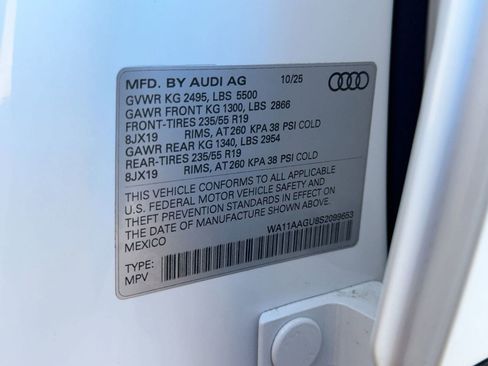 MFD. BY AUDI AG 10/25
GVWR KG 2495, LBS 5500
GAWR FRONT KG 1300, LBS 2866
FRONT-TIRES 235/55 R19
8JX19 RIMS, AT 260 KPA 38 PSI COLD
GAWR REAR KG 1340, LBS 2954
REAR-TIRES 235/55 R19
8JX19 RIMS, AT 260 KPA 38 PSI COLD
THIS VEHICLE CONFORMS TO ALL APPLICABLE
U.S. FEDERAL MOTOR VEHICLE SAFETY AND
THEFT PREVENTION STANDARDS IN EFFECT ON
THE DATE OF MANUFACTURE SHOWN ABOVE.
MEXICO
WA11AAGU8S2099653
TYPE:
MPV